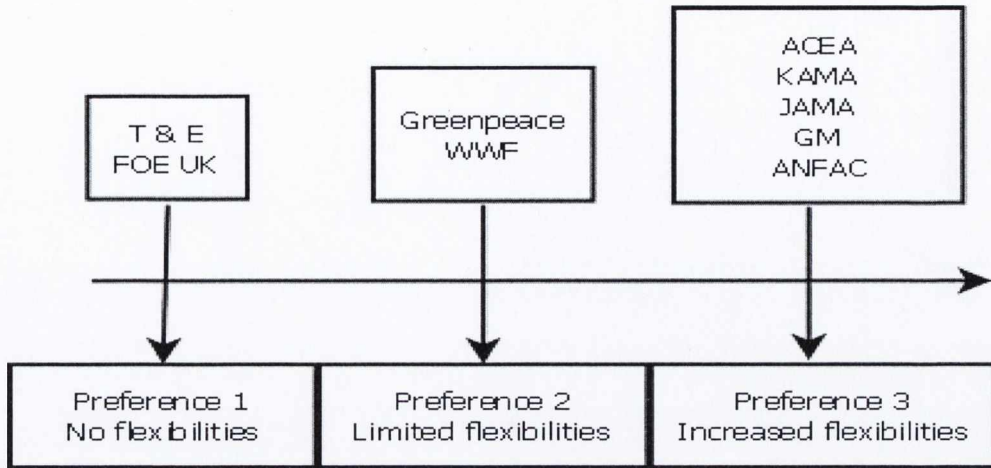 T & E
FOE UK
Greenpeace
WWF
ACEA
KAMA
JAMA
GM
ANFAC
Preference 1
No flexibilities
Preference 2
Limited flexibilities
Preference 3
Increased flexibilities